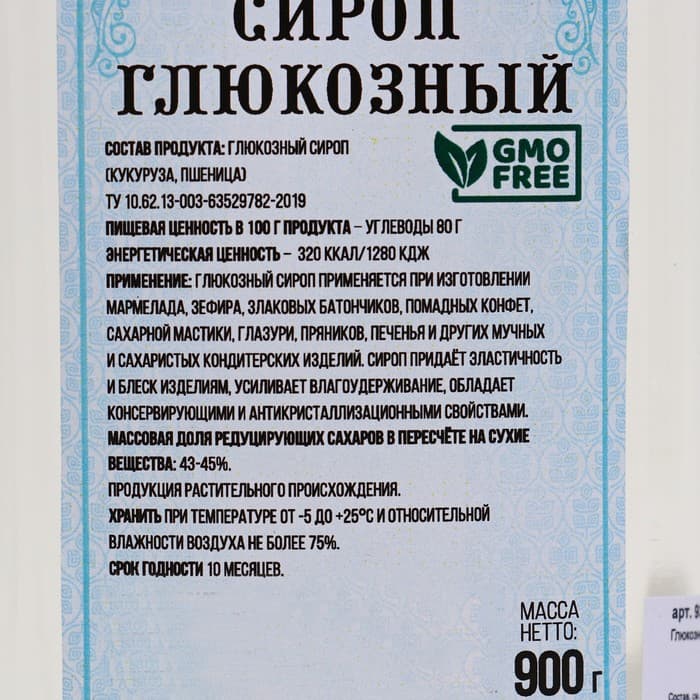 СИРОП
ГЛЮКОЗНЫЙ
СОСТАВ ПРОДУКТА: ГЛЮКОЗНЫЙ СИРОП
(КУКУРУЗА, ПШЕНИЦА)
ТУ 10.62.13-003-63529782-2019
ПИЩЕВАЯ ЦЕННОСТЬ В 100 Г ПРОДУКТА – УГЛЕВОДЫ 80 Г
ЭНЕРГЕТИЧЕСКАЯ ЦЕННОСТЬ – 320 ККАЛ/1280 КДЖ
ПРИМЕНЕНИЕ: ГЛЮКОЗНЫЙ СИРОП ПРИМЕНЯЕТСЯ ПРИ ИЗГОТОВЛЕНИИ
МАРМЕЛАДА, ЗЕФИРА, ЗЛАКОВЫХ БАТОНЧИКОВ, ПОМАДНЫХ КОНФЕТ,
САХАРНОЙ МАСТИКИ, ГЛАЗУРИ, ПРЯНИКОВ, ПЕЧЕНЬЯ И ДРУГИХ МУЧНЫХ
И САХАРИСТЫХ КОНДИТЕРСКИХ ИЗДЕЛИЙ. СИРОП ПРИДАЁТ ЭЛАСТИЧНОСТЬ
И БЛЕСК ИЗДЕЛИЯМ, УСИЛИВАЕТ ВЛАГОУДЕРЖИВАНИЕ, ОБЛАДАЕТ
КОНСЕРВИРУЮЩИМИ И АНТИКРИСТАЛЛИЗАЦИОННЫМИ СВОЙСТВАМИ.
МАССОВАЯ ДОЛЯ РЕДУЦИРУЮЩИХ САХАРОВ В ПЕРЕСЧЁТЕ НА СУХИЕ
ВЕЩЕСТВА: 43-45%.
ПРОДУКЦИЯ РАСТИТЕЛЬНОГО ПРОИСХОЖДЕНИЯ.
ХРАНИТЬ ПРИ ТЕМПЕРАТУРЕ ОТ -5 ДО +25°С И ОТНОСИТЕЛЬНОЙ
ВЛАЖНОСТИ ВОЗДУХА НЕ БОЛЕЕ 75%.
СРОК ГОДНОСТИ 10 МЕСЯЦЕВ.
GMO
FREE
МАССА
НЕТТО:
900 г
арт. 9
Глюкозн